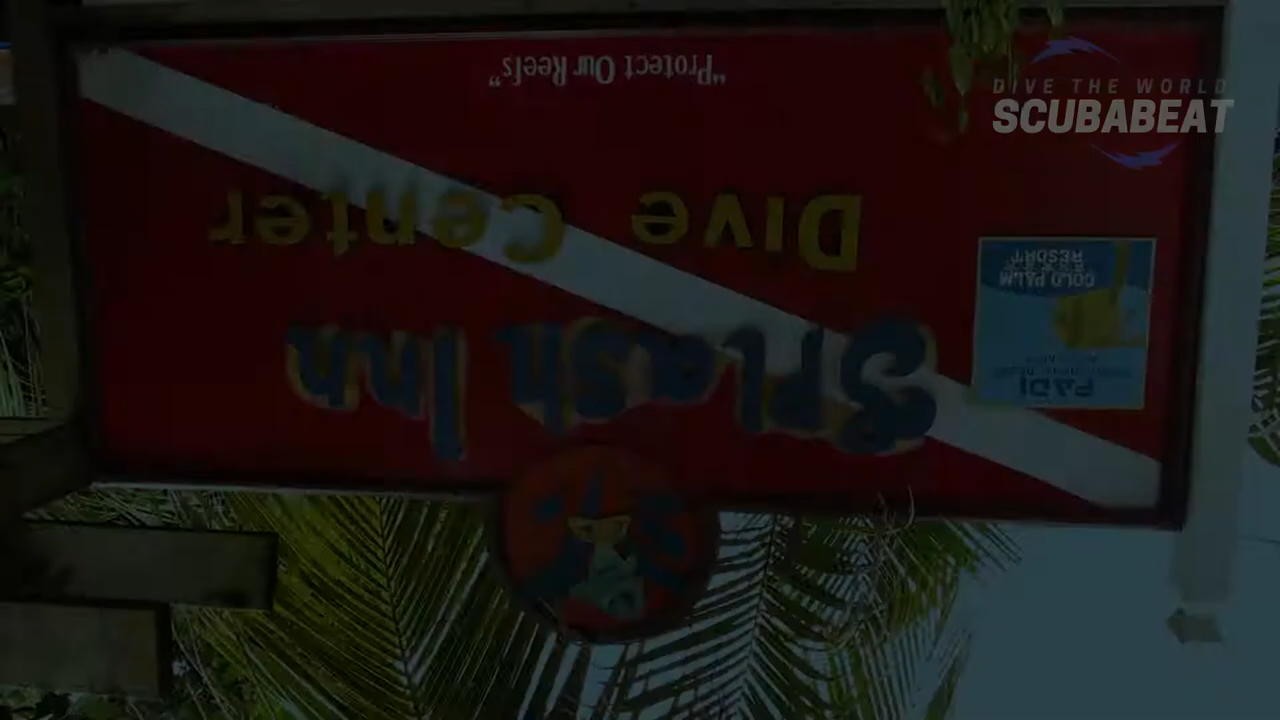 DIVE THE WORLD
SCUBABEAT
Splash Inn
Dive Center
"Protect Our Reefs"
PADI
GOLD PALM
RESORT